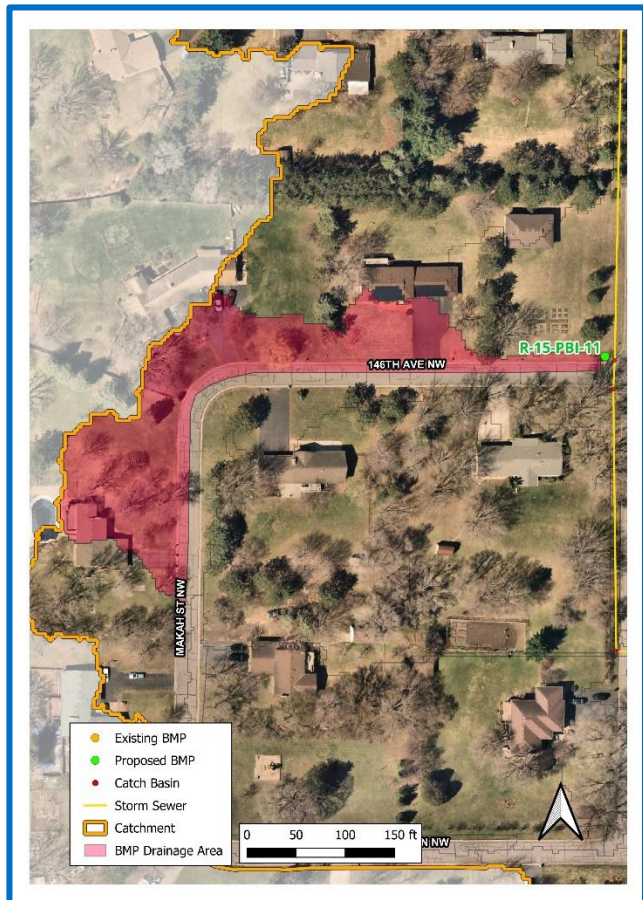 R-15-PBI-11
146TH AVE NW
MAKAH ST NW
Existing BMP
Proposed BMP
Catch Basin
Storm Sewer
Catchment
BMP Drainage Area
0 50 100 150 ft
N NW